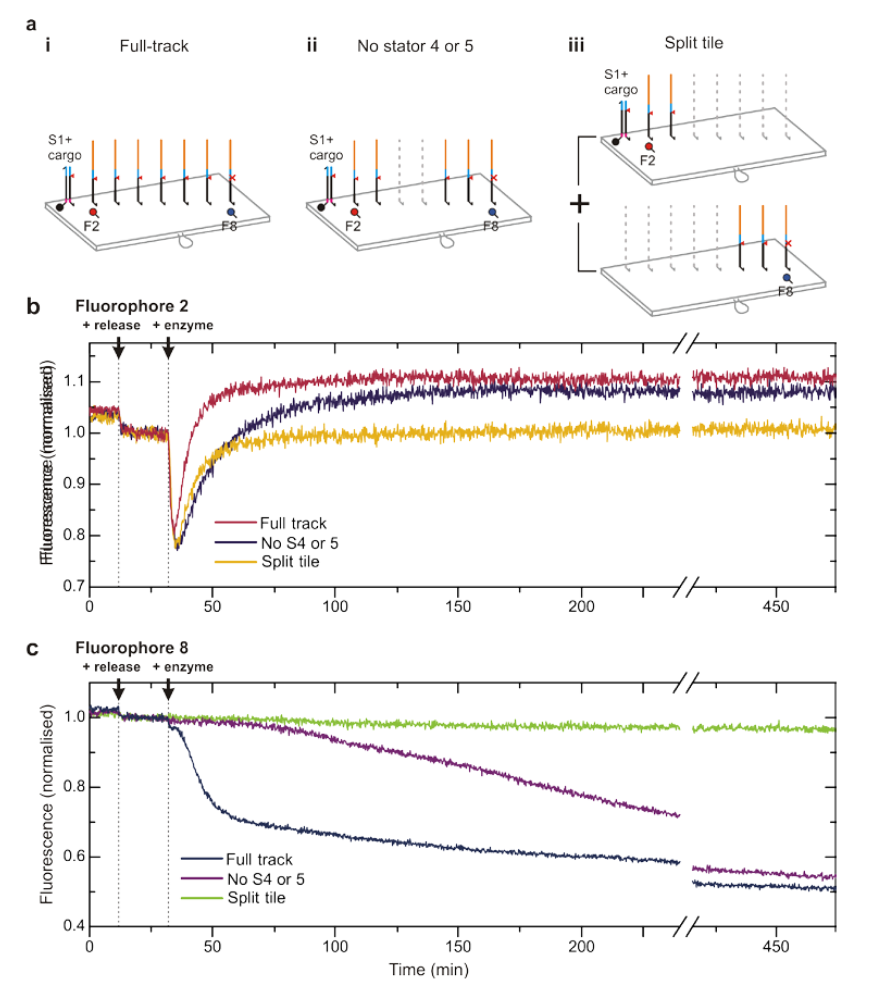 a
i Full-track
ii No stator 4 or 5
iii Split tile
S1+
cargo
F2
F8
S1+
cargo
F2
F8
S1+
cargo
F2
+
F8
b Fluorophore 2
+ release + enzyme
Fluorescence (normalised)
1.1
1.0
0.9
0.8
0.7
Full track
No S4 or 5
Split tile
0 50 100 150 200 450
c Fluorophore 8
+ release + enzyme
Fluorescence (normalised)
1.0
0.8
0.6
0.4
Full track
No S4 or 5
Split tile
0 50 100 150 200 450
Time (min)